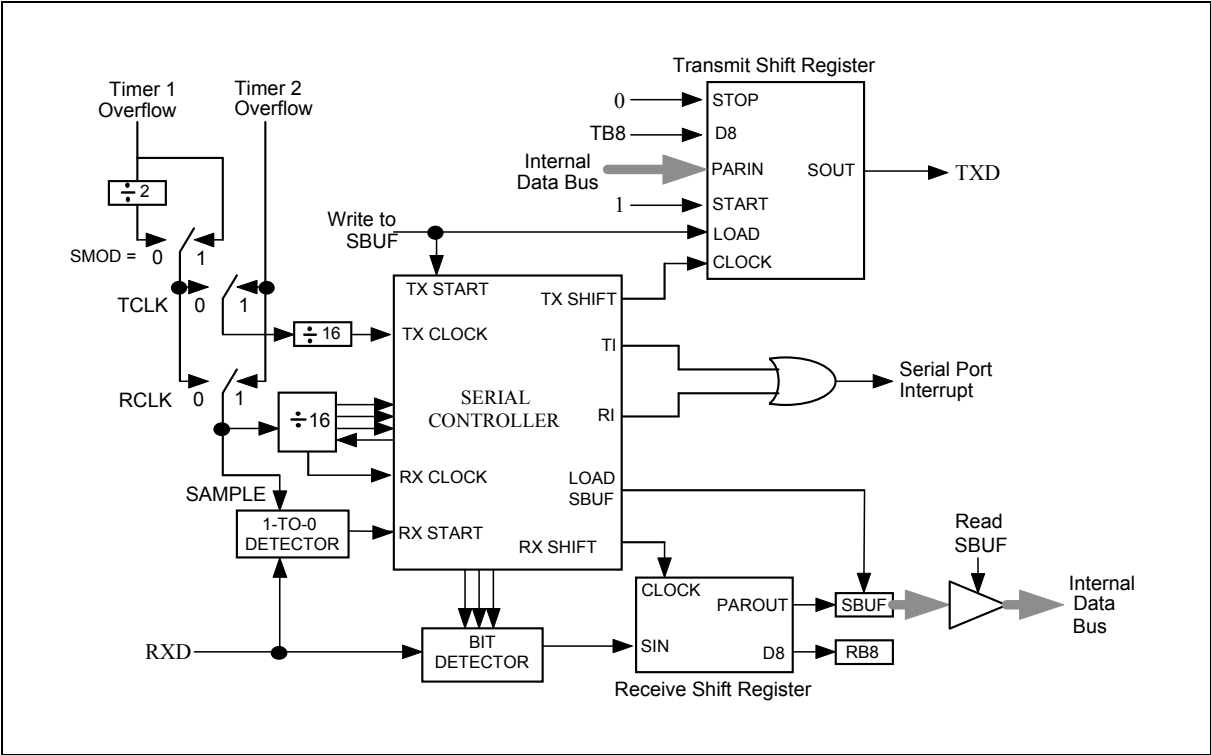 Timer 1
Overflow
Timer 2
Overflow
÷ 2
SMOD = 0 1
TCLK 0 1
÷ 16
RCLK 0 1
÷16
SAMPLE
1-TO-0
DETECTOR
RXD
Write to
SBUF
TX START
TX SHIFT
TX CLOCK
TI
SERIAL
CONTROLLER
RI
RX CLOCK
LOAD
SBUF
RX START
RX SHIFT
BIT
DETECTOR
Transmit Shift Register
0
STOP
TB8
D8
Internal
Data Bus
PARIN
SOUT
TXD
1
START
LOAD
CLOCK
Serial Port
Interrupt
CLOCK
PAROUT
SIN
D8
Receive Shift Register
SBUF
RB8
Read
SBUF
Internal
Data
Bus